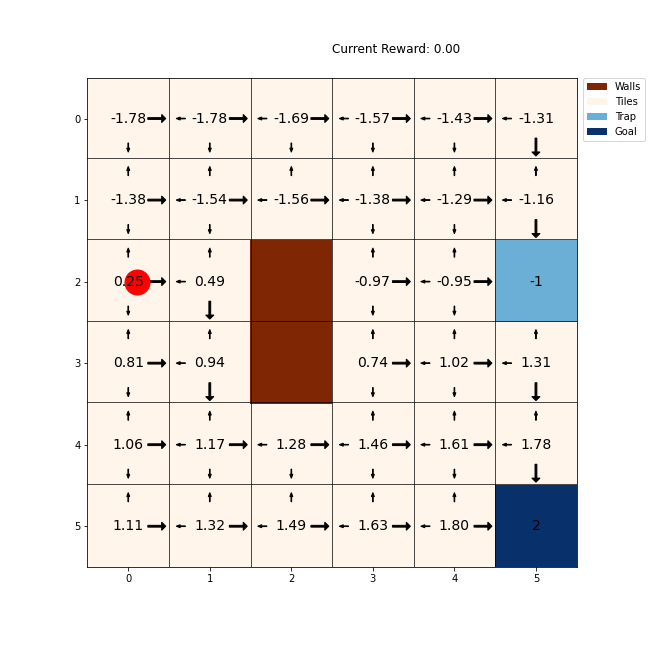 Current Reward: 0.00
Walls
Tiles
Trap
Goal
0 -1.78 -1.78 -1.69 -1.57 -1.43 -1.31
1 -1.38 -1.54 -1.56 -1.38 -1.29 -1.16
2 0.25 0.49 -0.97 -0.95 -1
3 0.81 0.94 0.74 1.02 1.31
4 1.06 1.17 1.28 1.46 1.61 1.78
5 1.11 1.32 1.49 1.63 1.80 2
0 1 2 3 4 5